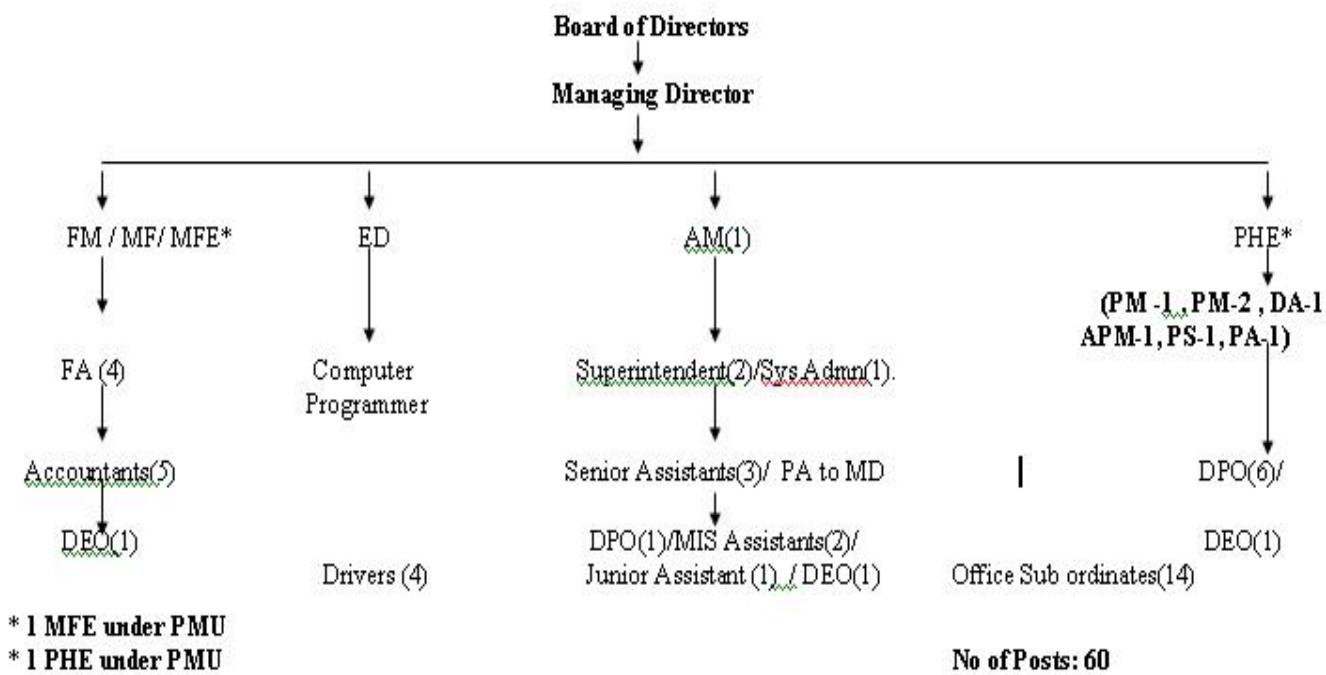 Board of Directors
Managing Director
FM / MF/ MFE* ED AM(1) PHE*
(PM -1 ,PM-2 , DA-1
APM-1, PS-1, PA-1)
FA (4) Computer Superintendent(2)/Sys Admn(1).
Programmer
Accountants(5) Senior Assistants(3)/ PA to MD DPO(6)/
DEO(1) DPO(1)/MIS Assistants(2)/ DEO(1)
Drivers (4) Junior Assistant (1) / DEO(1) Office Sub ordinates(14)
* 1 MFE under PMU
* 1 PHE under PMU No of Posts: 60